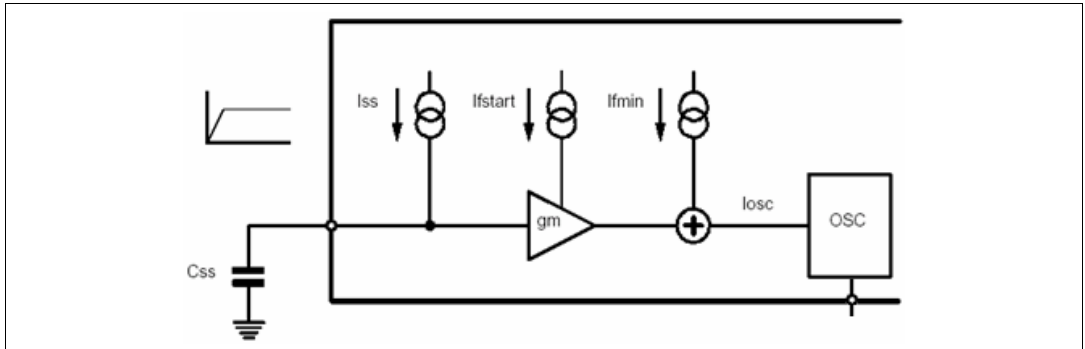 Iss
Ifstart
Ifmin
gm
Iosc
OSC
Css